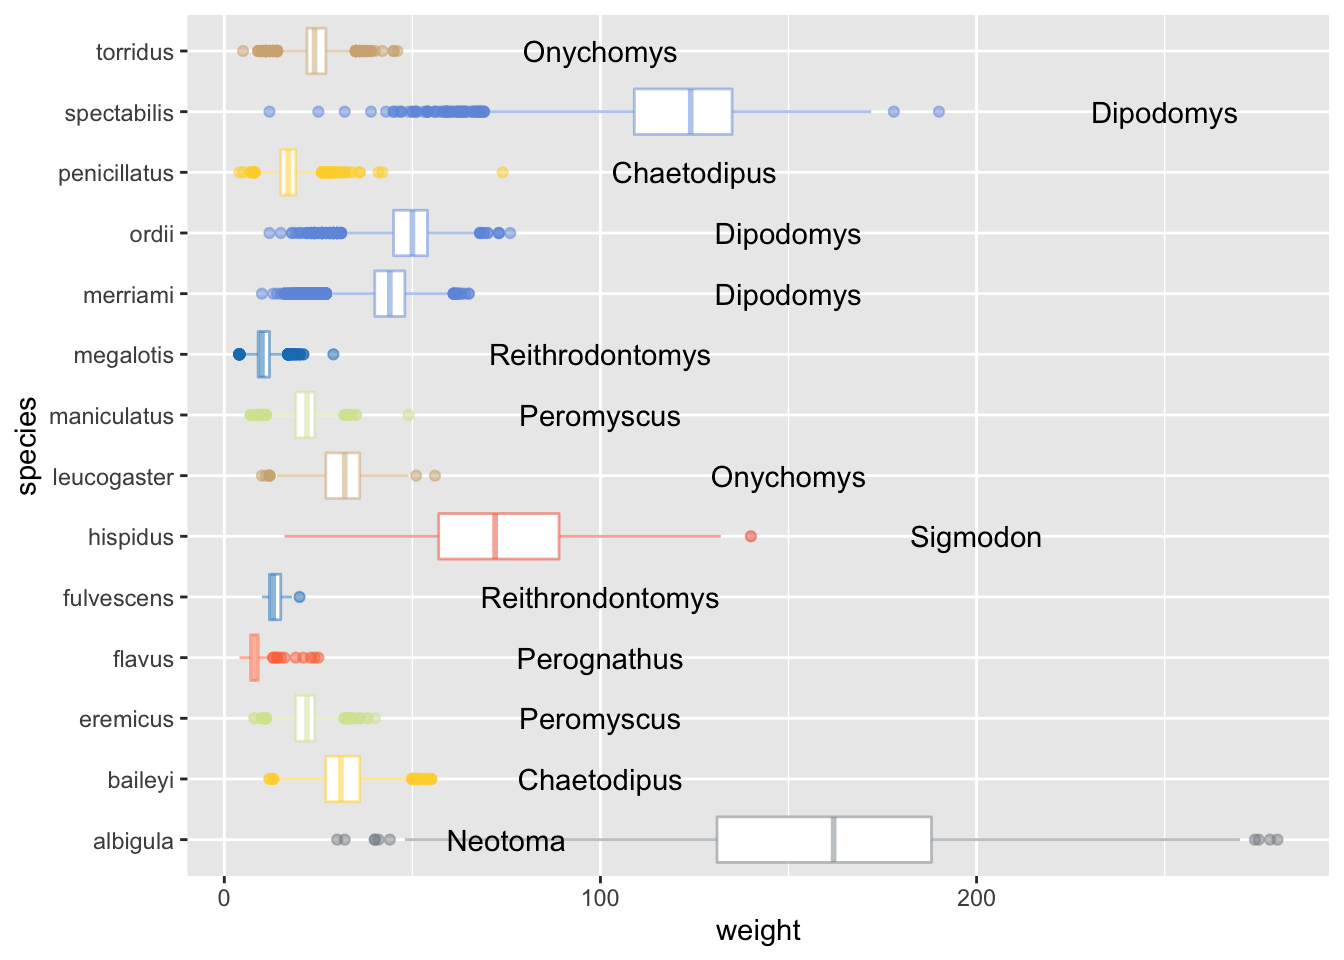 torridus Onychomys
spectabilis Dipodomys
penicillatus Chaetodipus
ordii Dipodomys
merriami Dipodomys
megalotis Reithrodontomys
maniculatus Peromyscus
leucogaster Onychomys
hispidus Sigmodon
fulvescens Reithrondontomys
flavus Perognathus
eremicus Peromyscus
baileyi Chaetodipus
albigula Neotoma
species
0 100 200
weight